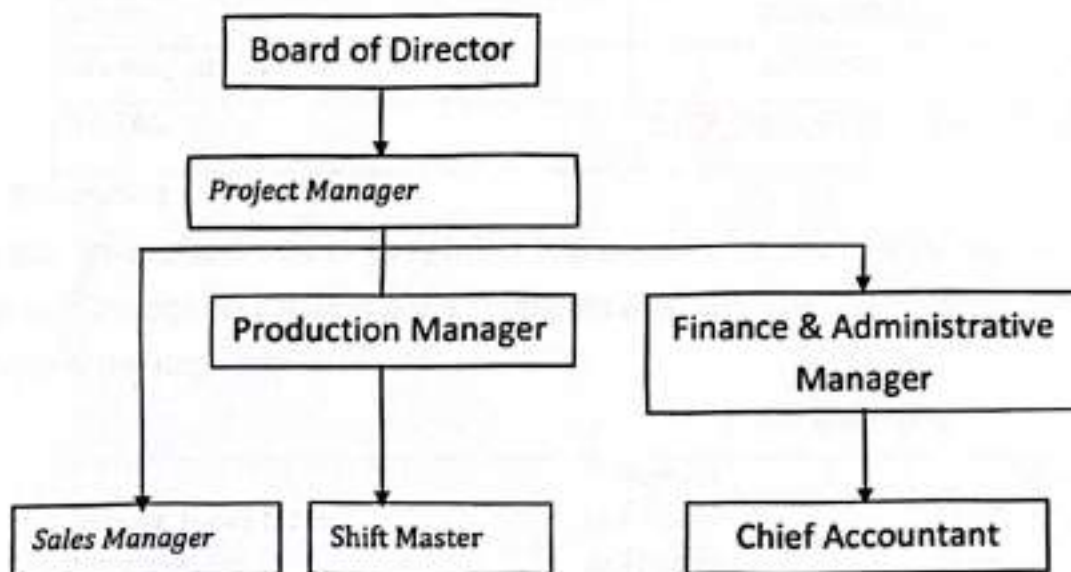 Board of Director
Project Manager
Production Manager
Finance & Administrative
Manager
Sales Manager
Shift Master
Chief Accountant